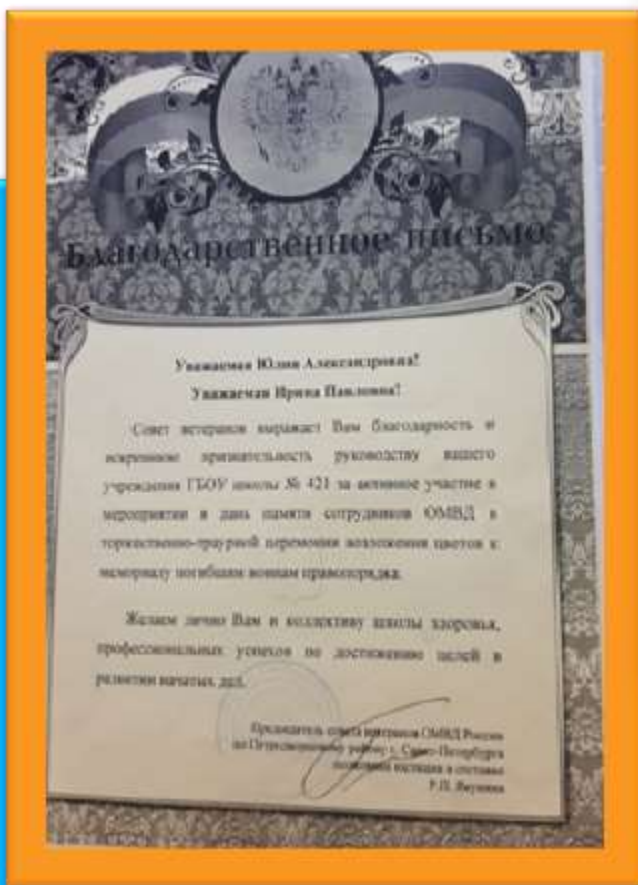 Благодарственное письмо
Уважаемая Юлия Александровна!
Уважаемая Ирина Павловна!
Совет ветеранов выражает Вам благодарность и
искреннюю признательность руководству вашего
учреждения ГБОУ школы № 421 за активное участие в
мероприятии в дань памяти сотрудников ОМВД в
торжественно-траурной церемонии возложения цветов к
мемориалу погибшим воинам правопорядка.
Желаем лично Вам и коллективу школы здоровья,
профессиональных успехов по достижению целей и
развитии начатых дел.
Председатель совета ветеранов ОМВД России
по Петродворцовому району г. Санкт-Петербурга
полковник юстиции в отставке
Р.П. Якунина